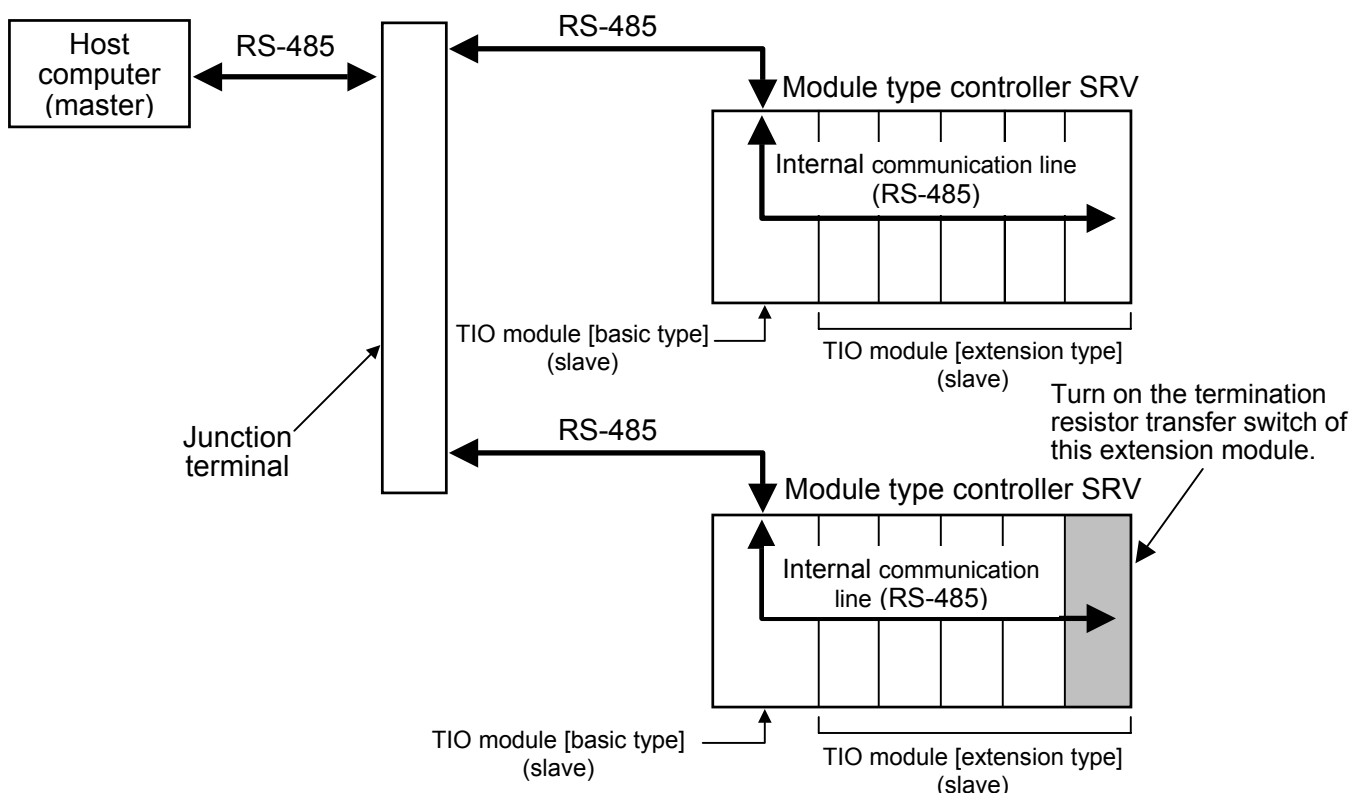 Host
computer
(master)
RS-485
RS-485
Module type controller SRV
Internal communication line
(RS-485)
TIO module [basic type]
(slave)
TIO module [extension type]
(slave)
Junction
terminal
Turn on the termination
resistor transfer switch of
this extension module.
RS-485
Module type controller SRV
Internal communication
line (RS-485)
TIO module [basic type]
(slave)
TIO module [extension type]
(slave)